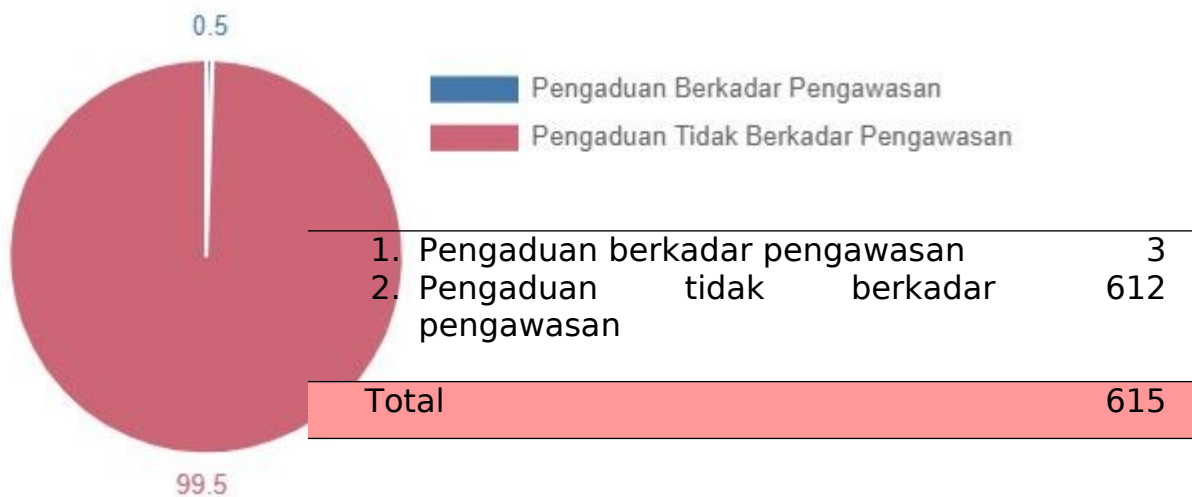 0.5
Pengaduan Berkadar Pengawasan
Pengaduan Tidak Berkadar Pengawasan
1. Pengaduan berkadar pengawasan 3
2. Pengaduan tidak berkadar 612
pengawasan
Total 615
99.5